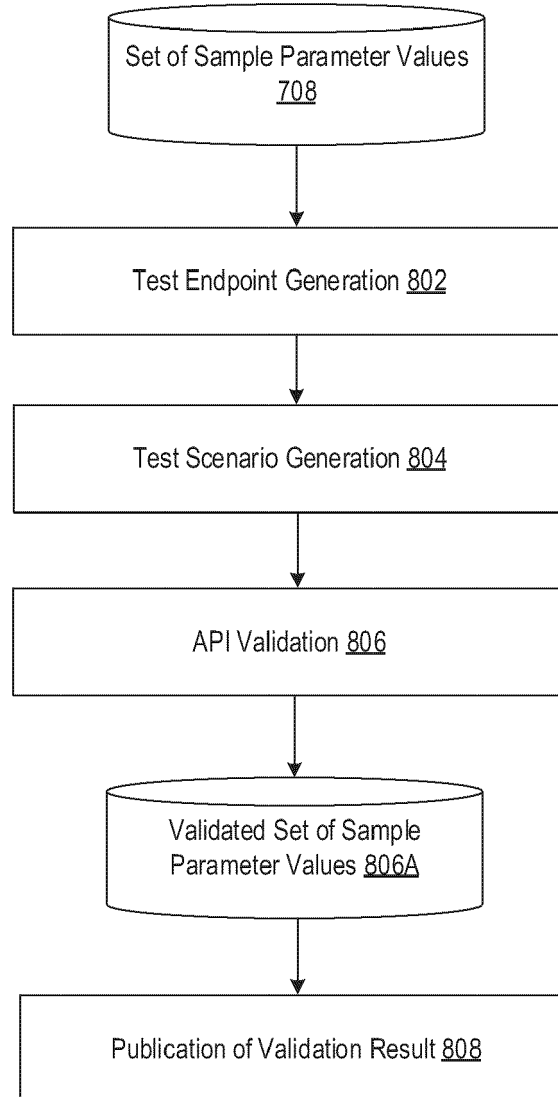 Set of Sample Parameter Values
708
Test Endpoint Generation 802
Test Scenario Generation 804
API Validation 806
Validated Set of Sample
Parameter Values 806A
Publication of Validation Result 808